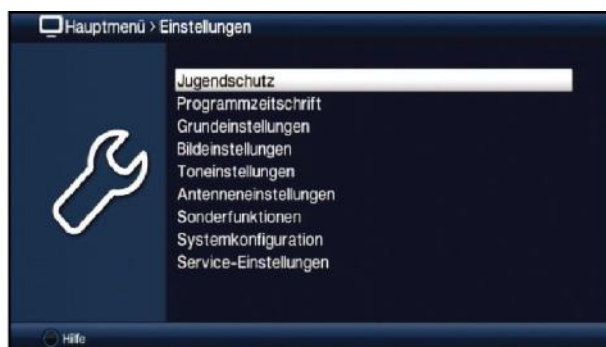 Hauptmenü > Einstellungen
Jugendschutz
Programmzeitschrift
Grundeinstellungen
Bildeinstellungen
Toneinstellungen
Antenneneinstellungen
Sonderfunktionen
Systemkonfiguration
Service-Einstellungen
Hilfe